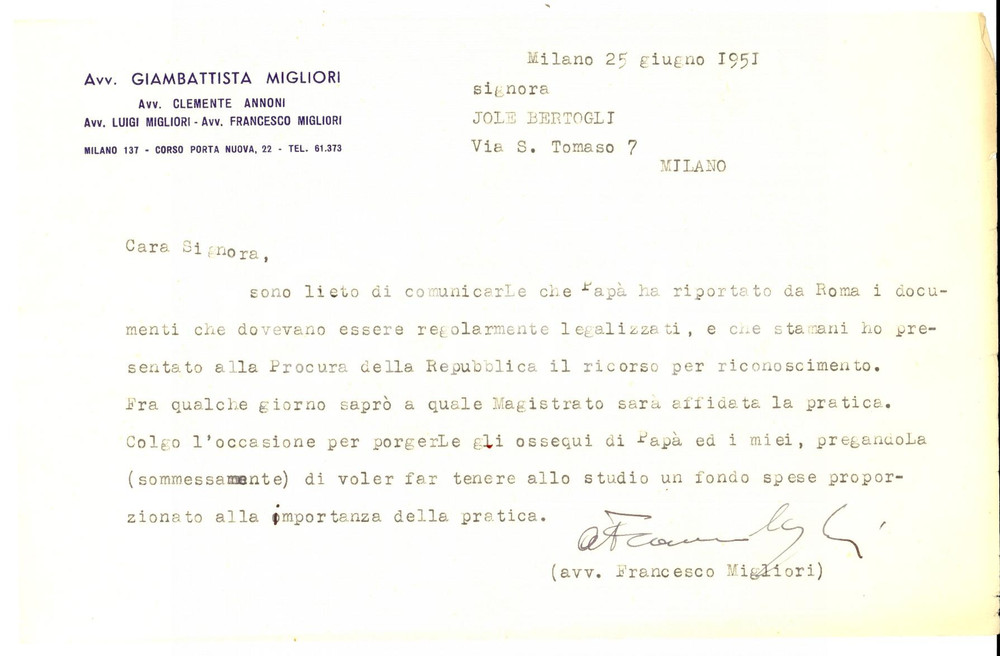 Avv. GIAMBATTISTA MIGLIORI
Avv. CLEMENTE ANNONI
Avv. LUIGI MIGLIORI - Avv. FRANCESCO MIGLIORI
MILANO 137 - CORSO PORTA NUOVA, 22 - TEL. 61.373
Milano 25 giugno 1951
signora
JOLE BERTOGLI
Via S. Tomaso 7
MILANO
Cara Signora,
sono lieto di comunicarLe che Papà ha riportato da Roma i docu-
menti che dovevano essere regolarmente legalizzati, e che stamani ho pre-
sentato alla Procura della Repubblica il ricorso per riconoscimento.
Fra qualche giorno saprò a quale Magistrato sarà affidata la pratica.
Colgo l'occasione per porgerLe gli ossequi di Papà ed i miei, pregandoLa
(sommessamente) di voler far tenere allo studio un fondo spese propor-
zionato alla importanza della pratica.
(avv. Francesco Migliori)